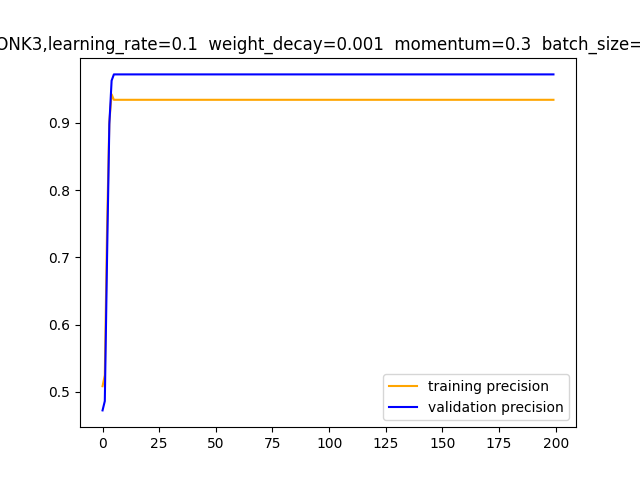 ONK3,learning_rate=0.1 weight_decay=0.001 momentum=0.3 batch_size=
0.9
0.8
0.7
0.6
0.5
training precision
validation precision
0 25 50 75 100 125 150 175 200